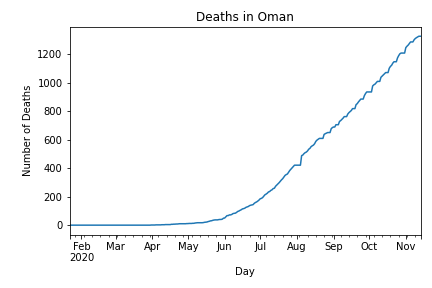 Deaths in Oman
Number of Deaths
1200
1000
800
600
400
200
0
Feb Mar Apr May Jun Jul Aug Sep Oct Nov
2020
Day